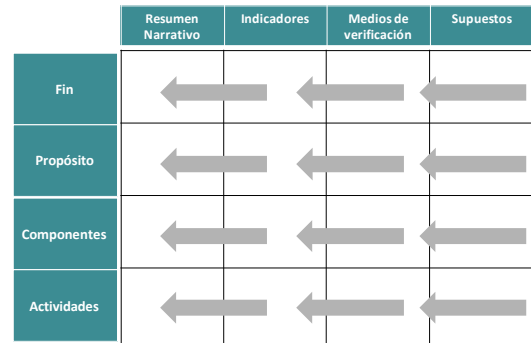 Resumen
Narrativo
Indicadores
Medios de
verificación
Supuestos
Fin
Propósito
Componentes
Actividades